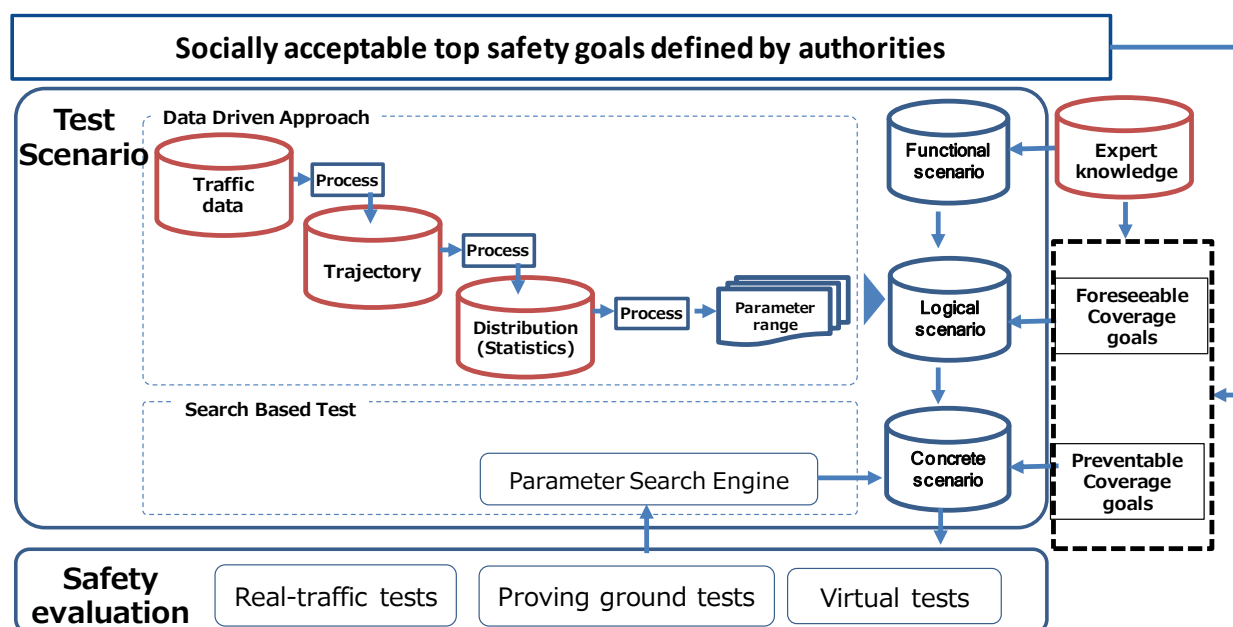 Socially acceptable top safety goals defined by authorities
Test
Scenario
Data Driven Approach
Traffic
data
Process
Trajectory
Process
Distribution
(Statistics)
Process
Parameter
range
Functional
scenario
Expert
knowledge
Logical
scenario
Foreseeable
Coverage
goals
Search Based Test
Parameter Search Engine
Concrete
scenario
Preventable
Coverage
goals
Safety
evaluation
Real-traffic tests
Proving ground tests
Virtual tests